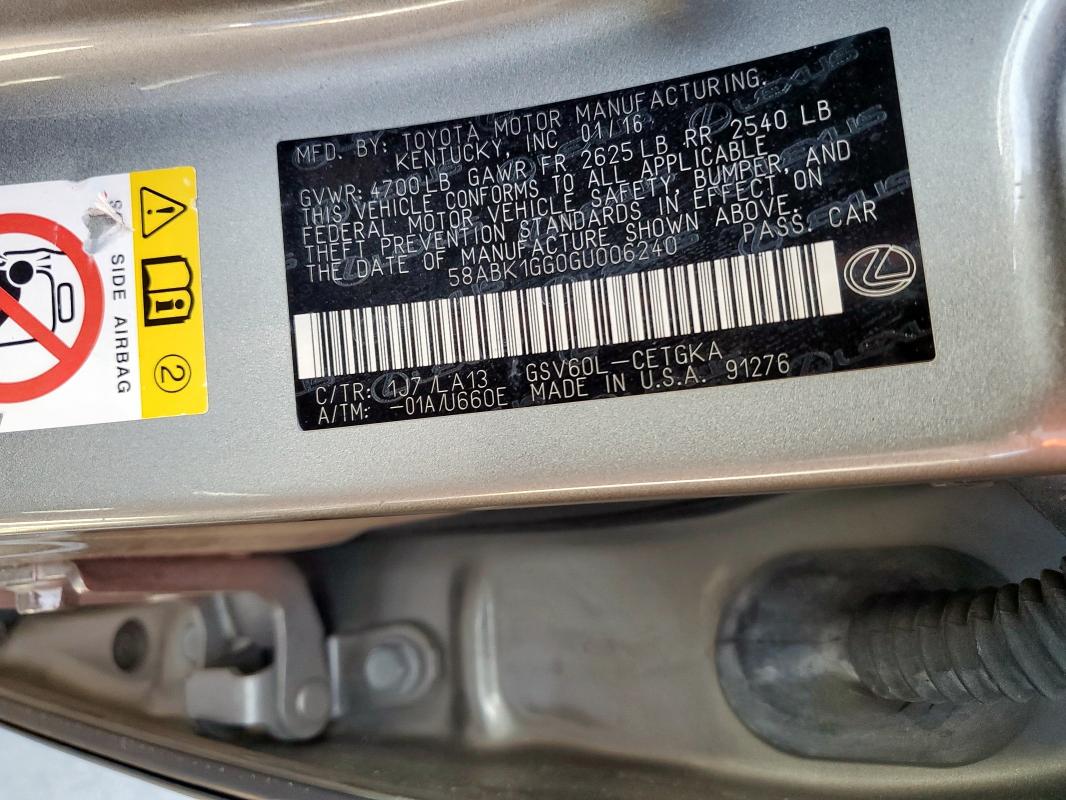 MFD. BY: TOYOTA MOTOR MANUFACTURING.
KENTUCKY, INC 01/16
GVWR: 4700 LB GAWR FR 2625 LB RR 2540 LB
THIS VEHICLE CONFORMS TO ALL APPLICABLE
FEDERAL MOTOR VEHICLE SAFETY, BUMPER, AND
THEFT PREVENTION STANDARDS IN EFFECT ON
THE DATE OF MANUFACTURE SHOWN ABOVE.
58ABK1GG0GU006240 PASS. CAR
C/TR: 1J7 /LA13 GSV60L-CETGKA
A/TM: -01A/U660E MADE IN U.S.A. 91276
SIDE AIRBAG
2
LEXUS